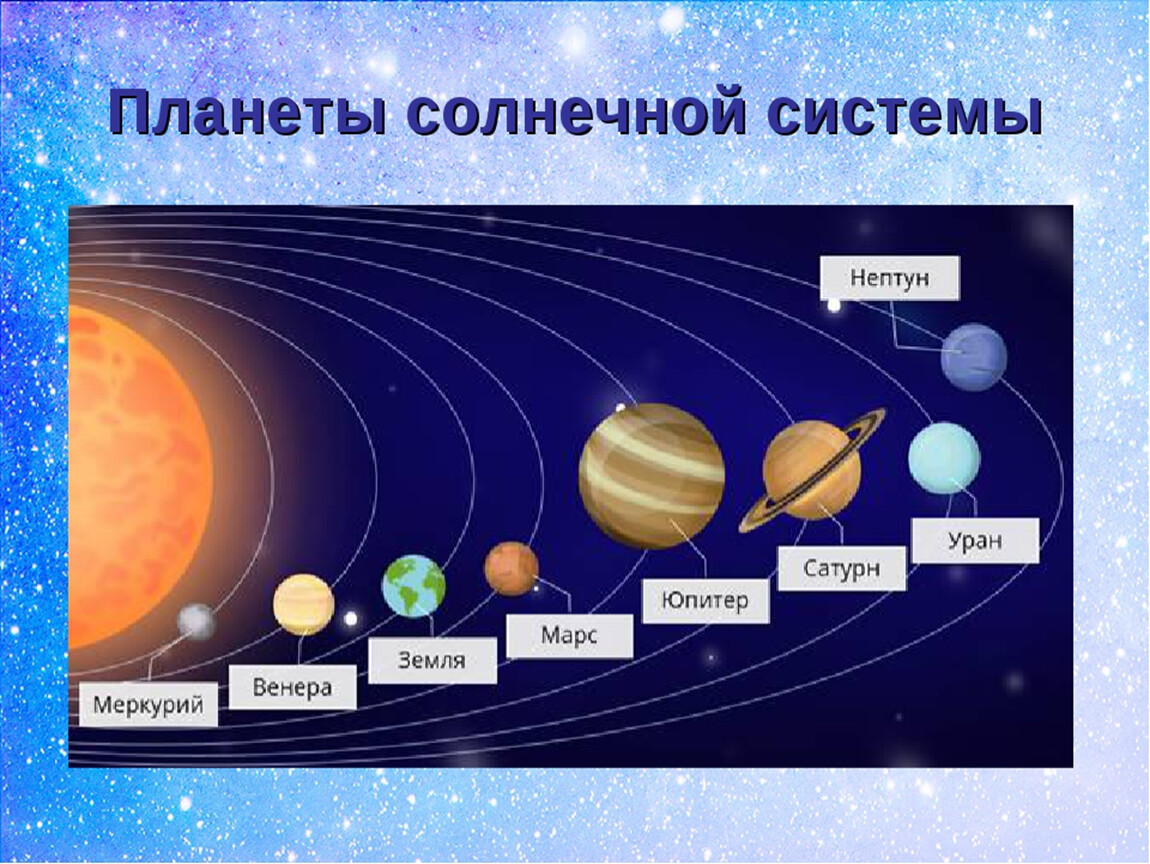 Планеты солнечной системы
Нептун
Уран
Сатурн
Юпитер
Марс
Земля
Венера
Меркурий